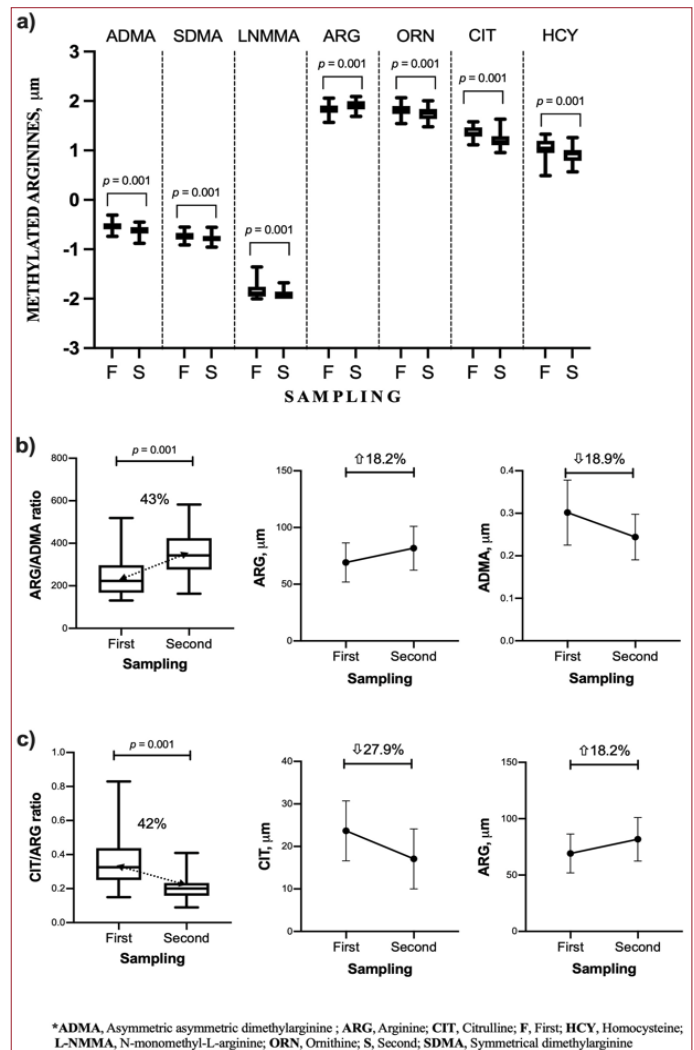 a)
ADMA SDMA LNMMA ARG ORN CIT HCY
METHYLATED ARGININES, μm
3
2
1
0
-1
-2
-3
p = 0.001
p = 0.001
p = 0.001
p = 0.001
p = 0.001
p = 0.001
p = 0.001
F S F S F S F S F S F S F S
SAMPLING
b)
ARG/ADMA ratio
800
600
400
200
0
p = 0.001
43%
First Second
Sampling
ARG, μm
150
100
50
0
⇧18.2%
First Second
Sampling
ADMA, μm
0.4
0.3
0.2
0.1
0.0
⇩18.9%
First Second
Sampling
c)
CIT/ARG ratio
1.0
0.8
0.6
0.4
0.2
0.0
p = 0.001
42%
First Second
Sampling
CIT, μm
40
30
20
10
0
⇩27.9%
First Second
Sampling
ARG, μm
150
100
50
0
⇧18.2%
First Second
Sampling
*ADMA, Asymmetric asymmetric dimethylarginine ; ARG, Arginine; CIT, Citrulline; F, First; HCY, Homocysteine;
L-NMMA, N-monomethyl-L-arginine; ORN, Ornithine; S, Second; SDMA, Symmetrical dimethylarginine